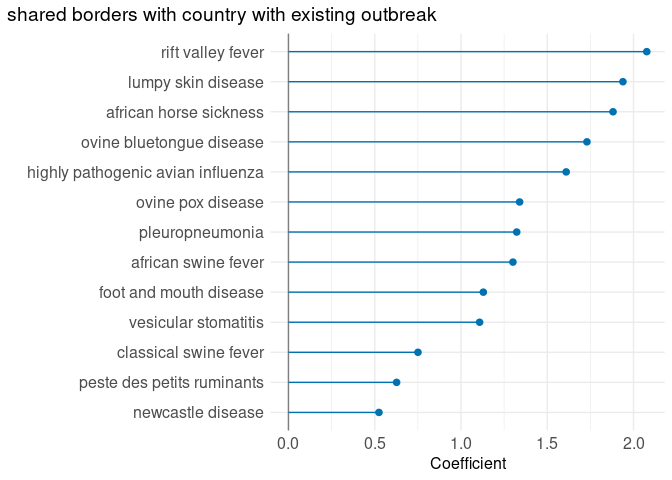 shared borders with country with existing outbreak
rift valley fever
lumpy skin disease
african horse sickness
ovine bluetongue disease
highly pathogenic avian influenza
ovine pox disease
pleuropneumonia
african swine fever
foot and mouth disease
vesicular stomatitis
classical swine fever
peste des petits ruminants
newcastle disease
0.0 0.5 1.0 1.5 2.0
Coefficient